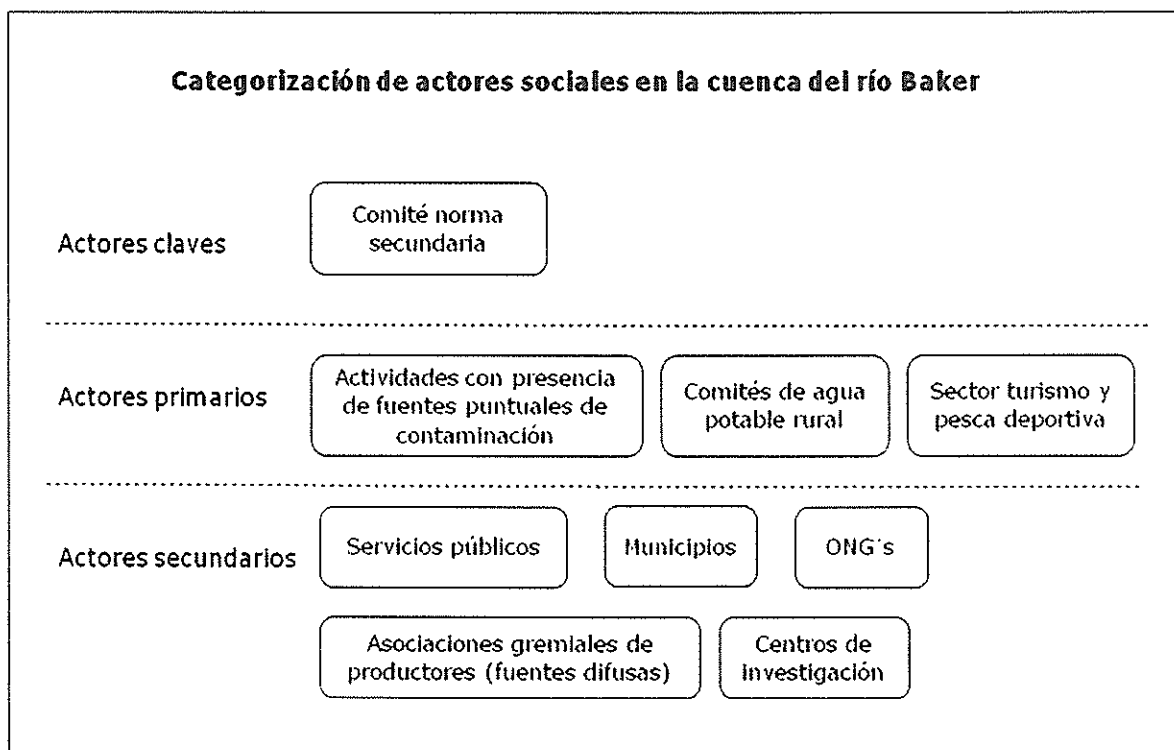 Categorización de actores sociales en la cuenca del río Baker
Actores claves
Comité norma
secundaria
Actores primarios
Actividades con presencia
de fuentes puntuales de
contaminación
Comités de agua
potable rural
Sector turismo y
pesca deportiva
Actores secundarios
Servicios públicos
Municipios
ONG´s
Asociaciones gremiales de
productores (fuentes difusas)
Centros de
investigación